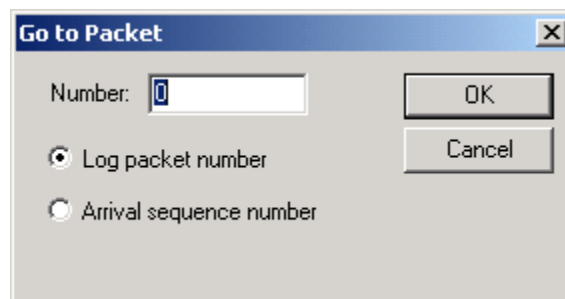 Go to Packet
Number: 0
OK
Log packet number
Cancel
Arrival sequence number